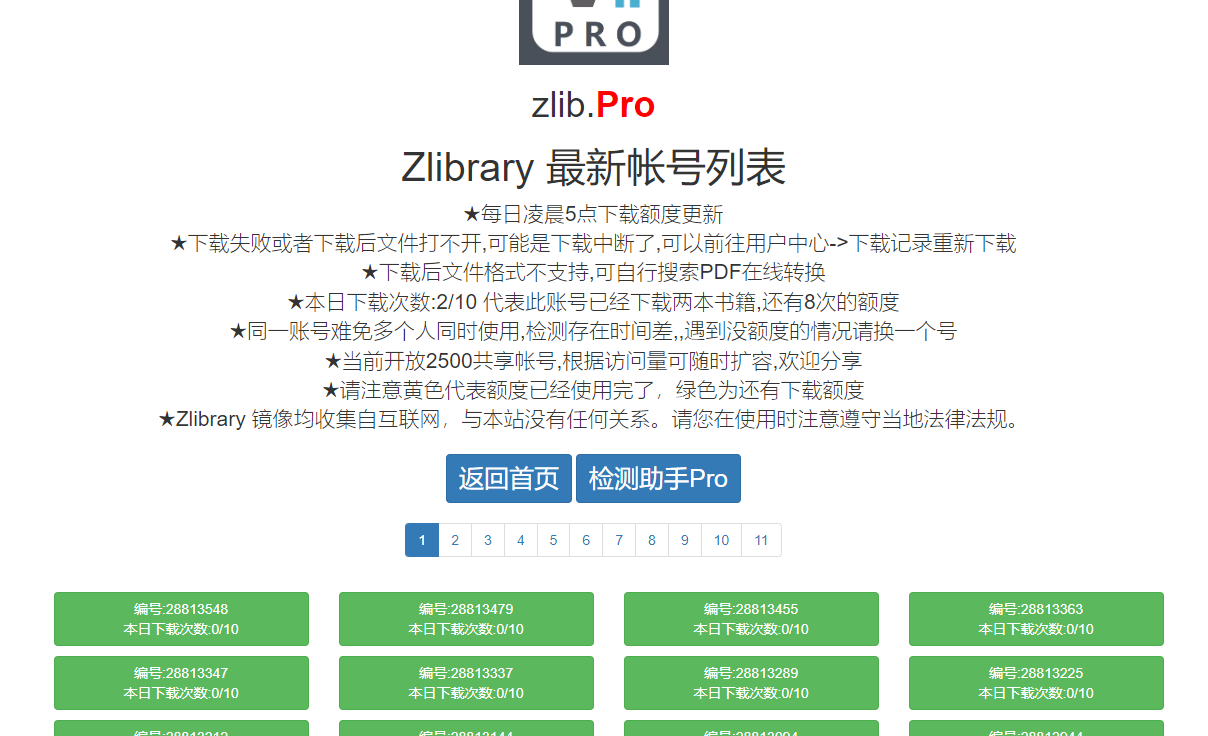 PRO
zlib.Pro
Zlibrary 最新帐号列表
★每日凌晨5点下载额度更新
★下载失败或者下载后文件打不开,可能是下载中断了,可以前往用户中心->下载记录重新下载
★下载后文件格式不支持,可自行搜索PDF在线转换
★本日下载次数:2/10 代表此账号已经下载两本书籍,还有8次的额度
★同一账号难免多个人同时使用,检测存在时间差,,遇到没额度的情况请换一个号
★当前开放2500共享帐号,根据访问量可随时扩容,欢迎分享
★请注意黄色代表额度已经使用完了，绿色为还有下载额度
★Zlibrary 镜像均收集自互联网，与本站没有任何关系。请您在使用时注意遵守当地法律法规。
返回首页 检测助手Pro
1 2 3 4 5 6 7 8 9 10 11
编号:28813548
本日下载次数:0/10
编号:28813479
本日下载次数:0/10
编号:28813455
本日下载次数:0/10
编号:28813363
本日下载次数:0/10
编号:28813347
本日下载次数:0/10
编号:28813337
本日下载次数:0/10
编号:28813289
本日下载次数:0/10
编号:28813225
本日下载次数:0/10